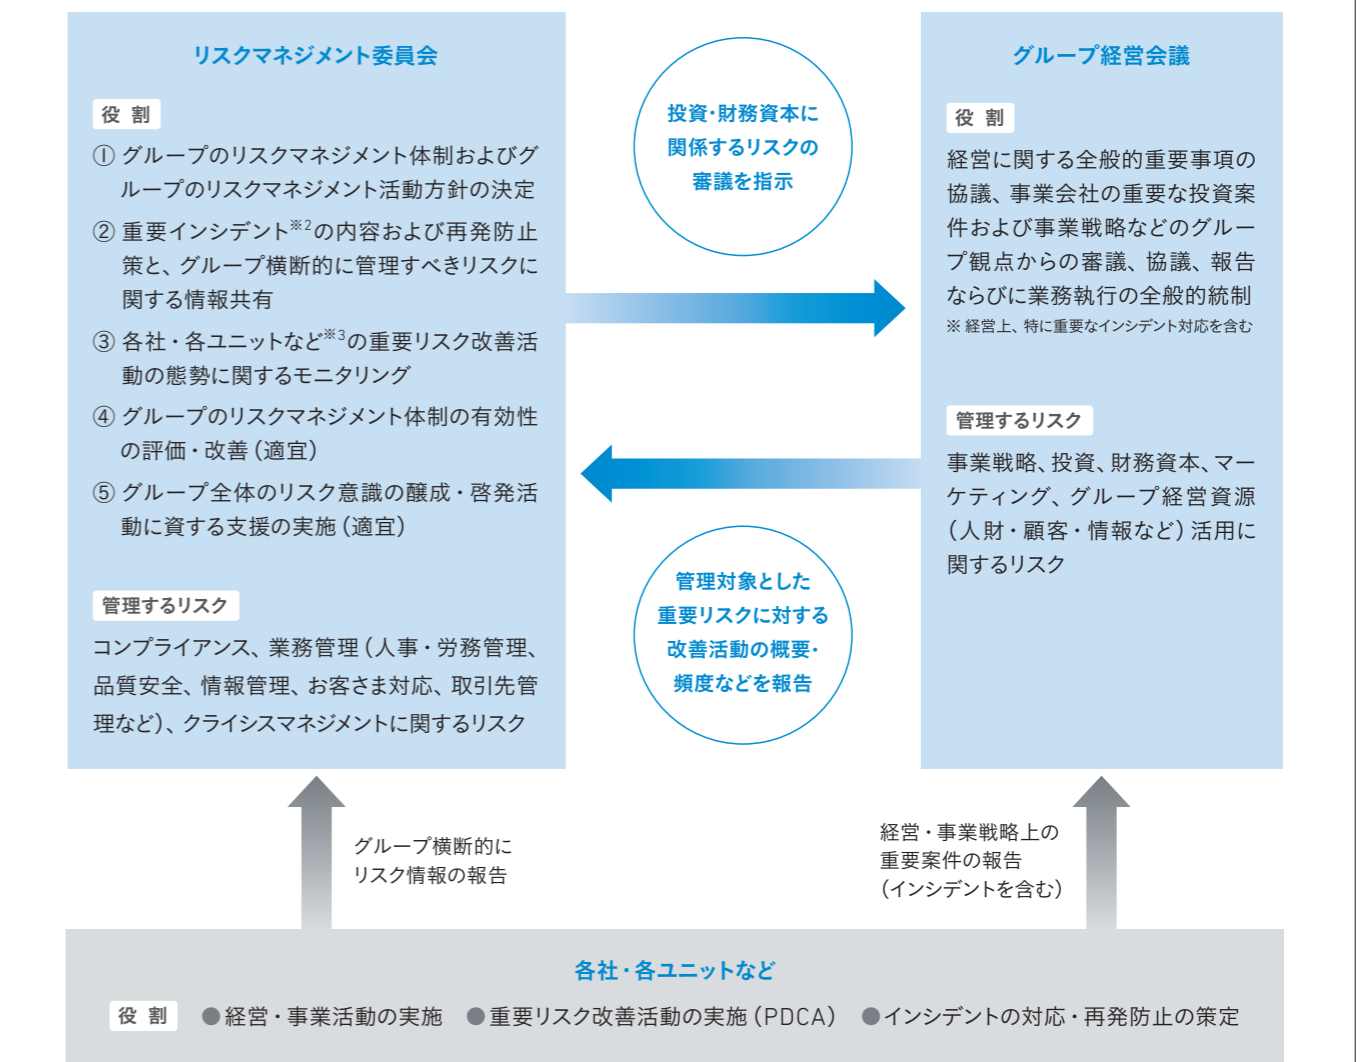 リスクマネジメント委員会
役 割
① グループのリスクマネジメント体制およびグ
ループのリスクマネジメント活動方針の決定
② 重要インシデント※2の内容および再発防止
策と、グループ横断的に管理すべきリスクに
関する情報共有
③ 各社・各ユニットなど※3の重要リスク改善活
動の態勢に関するモニタリング
④ グループのリスクマネジメント体制の有効性
の評価・改善（適宜）
⑤ グループ全体のリスク意識の醸成・啓発活
動に資する支援の実施（適宜）
管理するリスク
コンプライアンス、業務管理（人事・労務管理、
品質安全、情報管理、お客さま対応、取引先管
理など）、クライシスマネジメントに関するリスク
投資・財務資本に
関係するリスクの
審議を指示
管理対象とした
重要リスクに対する
改善活動の概要・
頻度などを報告
グループ経営会議
役 割
経営に関する全般的重要事項の
協議、事業会社の重要な投資案
件および事業戦略などのグルー
プ観点からの審議、協議、報告
ならびに業務執行の全般的統制
※ 経営上、特に重要なインシデント対応を含む
管理するリスク
事業戦略、投資、財務資本、マー
ケティング、グループ経営資源
（人財・顧客・情報など）活用に
関するリスク
グループ横断的に
リスク情報の報告
経営・事業戦略上の
重要案件の報告
（インシデントを含む）
各社・各ユニットなど
役 割 ●経営・事業活動の実施 ●重要リスク改善活動の実施（PDCA） ●インシデントの対応・再発防止の策定